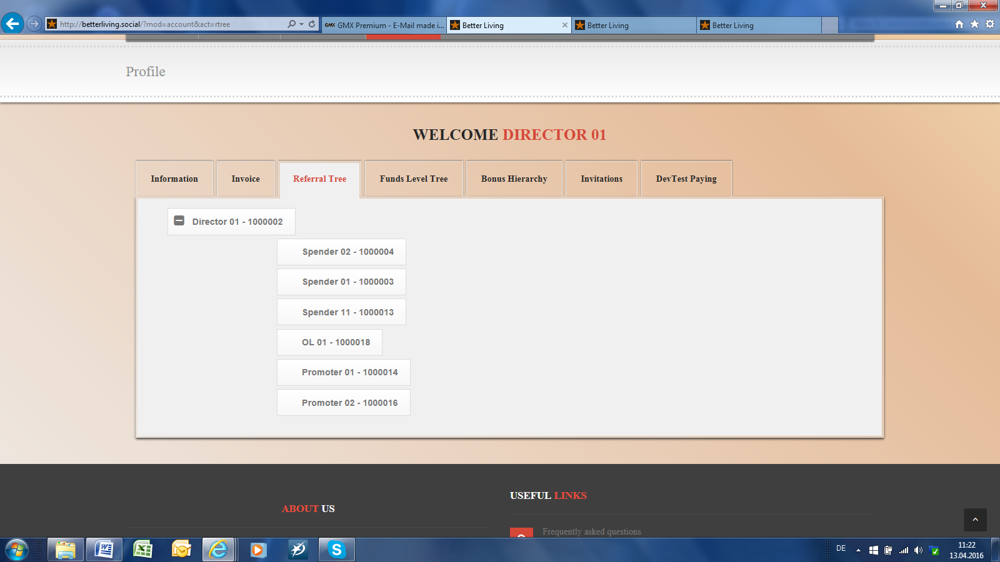 http://betterliving.social/?mod=account&act=rtree
GMX GMX Premium - E-Mail made i...
Better Living
Better Living
Better Living
Profile
WELCOME DIRECTOR 01
Information
Invoice
Referral Tree
Funds Level Tree
Bonus Hierarchy
Invitations
DevTest Paying
Director 01 - 1000002
Spender 02 - 1000004
Spender 01 - 1000003
Spender 11 - 1000013
OL 01 - 1000018
Promoter 01 - 1000014
Promoter 02 - 1000016
ABOUT US
USEFUL LINKS
Frequently asked questions
DE
11:22
13.04.2016